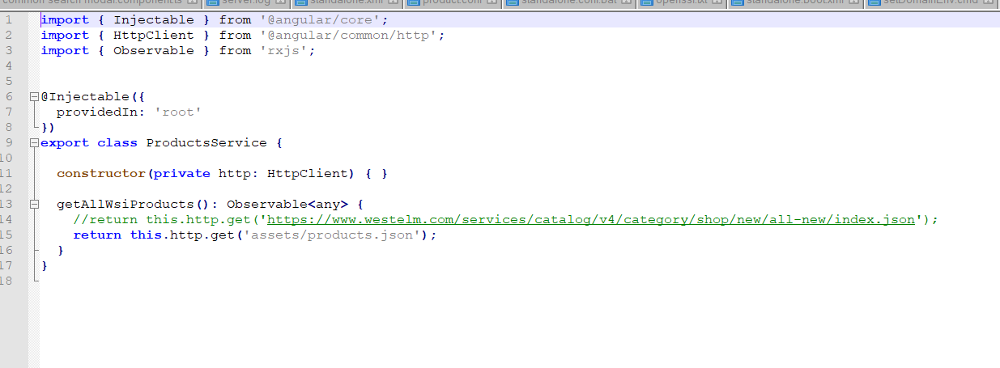 common search modal.components.ts server.log standalone.xml product.conf standalone.conf.bat openssl.txt standalone.boot.xml setDomainEnv.cmd
1 import { Injectable } from '@angular/core';
2 import { HttpClient } from '@angular/common/http';
3 import { Observable } from 'rxjs';
4
5
6 @Injectable({
7 providedIn: 'root'
8 })
9 export class ProductsService {
10
11 constructor(private http: HttpClient) { }
12
13 getAllWsiProducts(): Observable<any> {
14 //return this.http.get('https://www.westelm.com/services/catalog/v4/category/shop/new/all-new/index.json');
15 return this.http.get('assets/products.json');
16 }
17 }
18